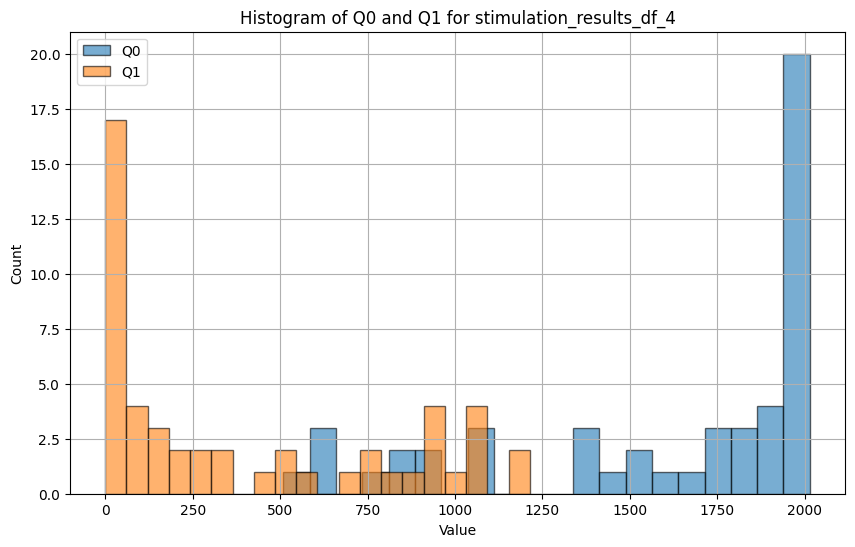 Histogram of Q0 and Q1 for stimulation_results_df_4
Q0
Q1
20.0
17.5
15.0
12.5
10.0
7.5
5.0
2.5
0.0
Count
0 250 500 750 1000 1250 1500 1750 2000
Value